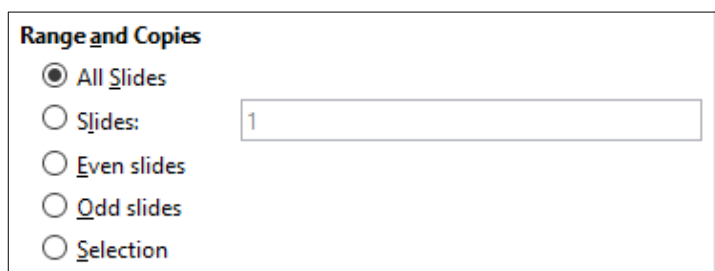 Range and Copies
All Slides
Slides: 1
Even slides
Odd slides
Selection